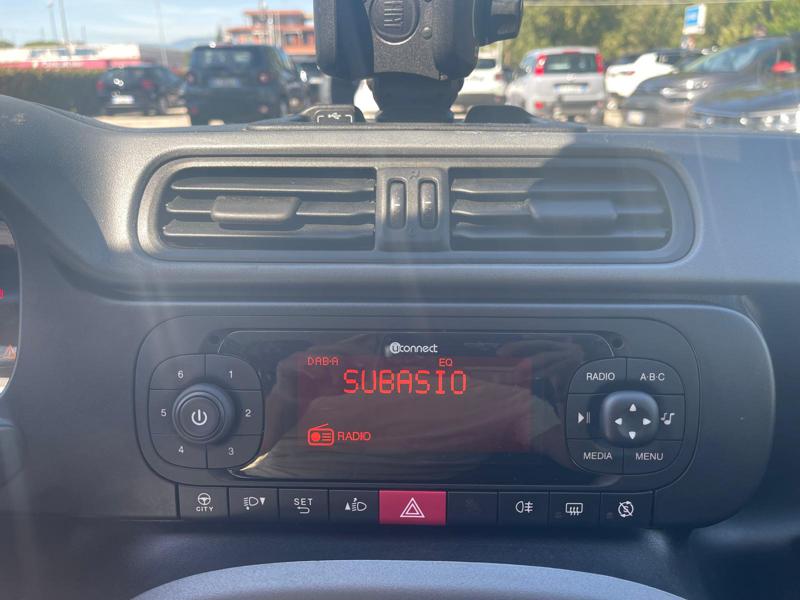 uconnect
DAB-A EQ
SUBASIO
RADIO
6 1
5 2
4 3
RADIO A·B·C
MEDIA MENU
CITY
SET